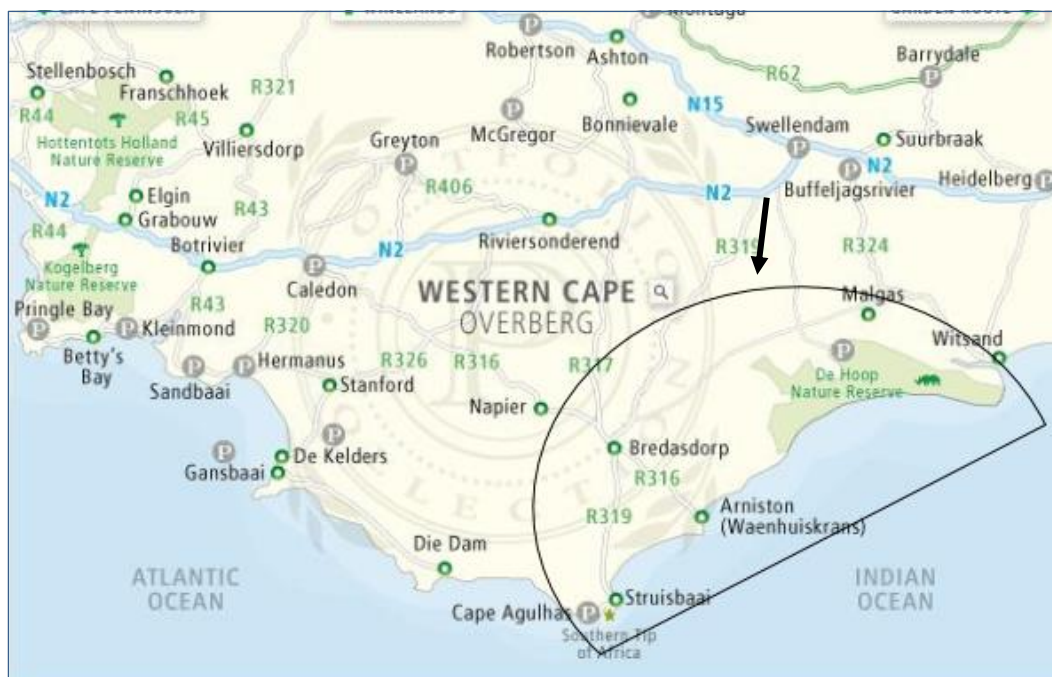 Robertson
Ashton
Barrydale
R62
Stellenbosch
Franschhoek
R321
N15
R44
R45
McGregor
Bonnievale
Swellendam
Suurbraak
Hottentots Holland
Nature Reserve
Villiersdorp
Greyton
N2
Buffeljagsrivier
Heidelberg
R406
Elgin
N2
R43
N2
Grabouw
Riviersonderend
R44
Botrivier
N2
R319
R324
Kogelberg
Nature Reserve
Caledon
WESTERN CAPE
OVERBERG
Malgas
Pringle Bay
R43
Kleinmond
R320
Witsand
Betty's
Bay
Hermanus
R326
R316
R317
De Hoop
Nature Reserve
Sandbaai
Stanford
Napier
Bredasdorp
De Kelders
Gansbaai
R316
Arniston
(Waenhuiskrans)
R319
Die Dam
ATLANTIC
OCEAN
INDIAN
OCEAN
Struisbaai
Cape Agulhas
Southern Tip
of Africa